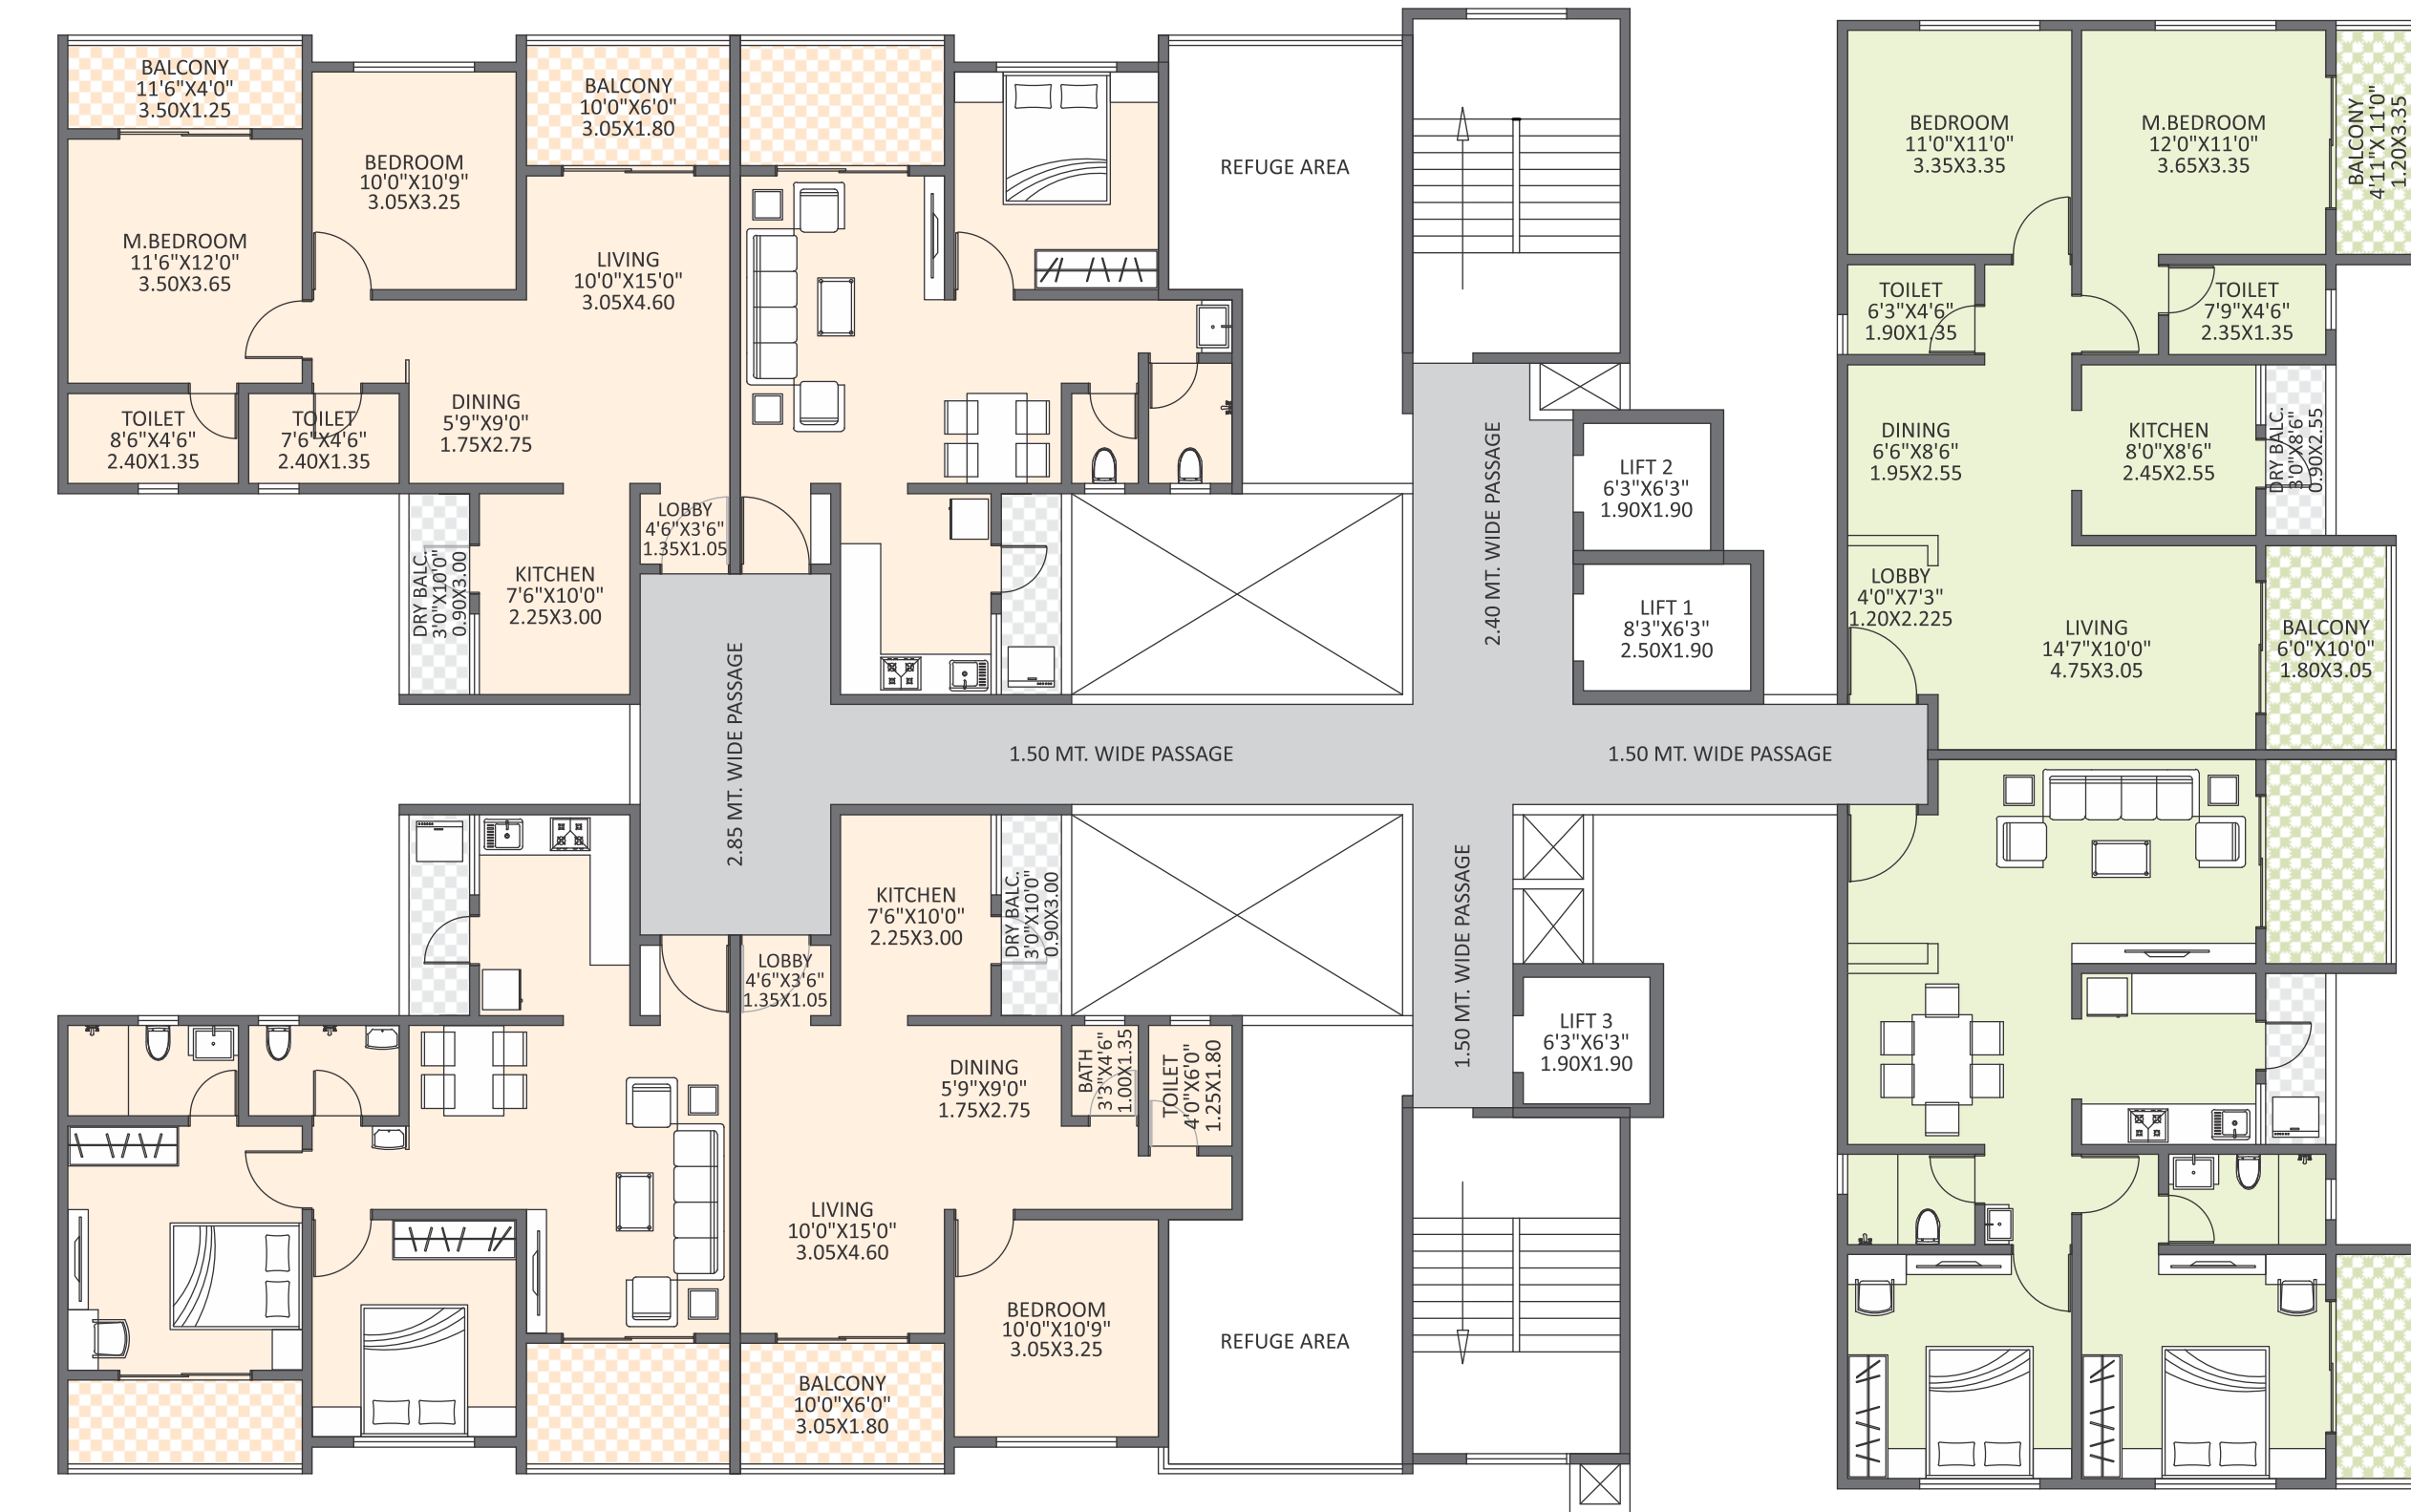 BALCONY
11'6"X4'0"
3.50X1.25
BEDROOM
10'0"X10'9"
3.05X3.25
BALCONY
10'0"X6'0"
3.05X1.80
M.BEDROOM
11'6"X12'0"
3.50X3.65
LIVING
10'0"X15'0"
3.05X4.60
TOILET
8'6"X4'6"
2.40X1.35
TOILET
7'6"X4'6"
2.40X1.35
DINING
5'9"X9'0"
1.75X2.75
LOBBY
4'6"X3'6"
1.35X1.05
DRY BALC.
3'0"X10'0"
0.90X3.00
KITCHEN
7'6"X10'0"
2.25X3.00
REFUGE AREA
2.40 MT. WIDE PASSAGE
LIFT 2
6'3"X6'3"
1.90X1.90
LIFT 1
8'3"X6'3"
2.50X1.90
BEDROOM
11'0"X11'0"
3.35X3.35
M.BEDROOM
12'0"X11'0"
3.65X3.35
BALCONY
4'11"X 11'0"
1.20X3.35
TOILET
6'3"X4'6"
1.90X1.35
TOILET
7'9"X4'6"
2.35X1.35
DINING
6'6"X8'6"
1.95X2.55
KITCHEN
8'0"X8'6"
2.45X2.55
DRY BALC.
3'0"X8'6"
0.90X2.55
LOBBY
4'0"X7'3"
1.20X2.225
LIVING
14'7"X10'0"
4.75X3.05
BALCONY
6'0"X10'0"
1.80X3.05
2.85 MT. WIDE PASSAGE
1.50 MT. WIDE PASSAGE
1.50 MT. WIDE PASSAGE
1.50 MT. WIDE PASSAGE
KITCHEN
7'6"X10'0"
2.25X3.00
DRY BALC.
3'0"X10'0"
0.90X3.00
LOBBY
4'6"X3'6"
1.35X1.05
LIFT 3
6'3"X6'3"
1.90X1.90
DINING
5'9"X9'0"
1.75X2.75
BATH
3'3"X4'6"
1.00X1.35
TOILET
4'0"X6'0"
1.25X1.80
LIVING
10'0"X15'0"
3.05X4.60
BEDROOM
10'0"X10'9"
3.05X3.25
BALCONY
10'0"X6'0"
3.05X1.80
REFUGE AREA